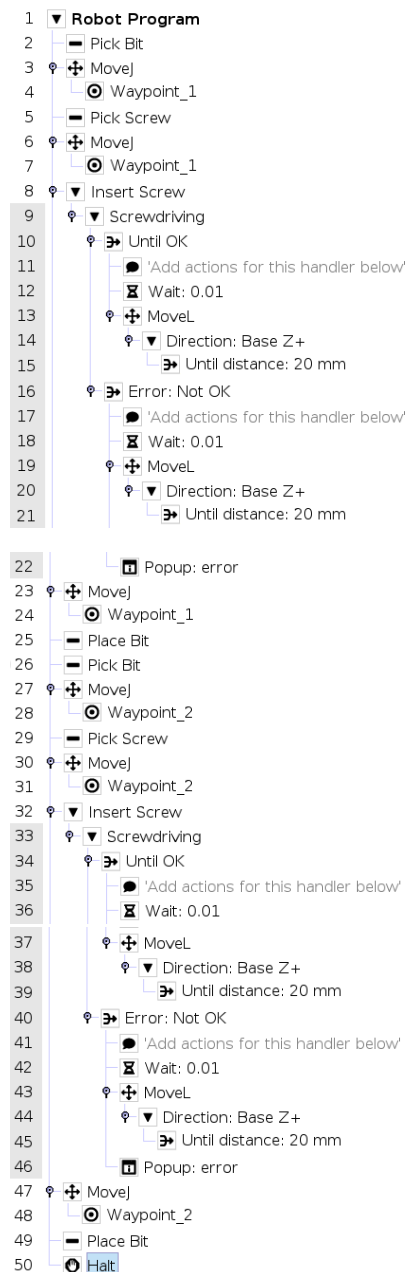 1 Robot Program
2 Pick Bit
3 MoveJ
4 Waypoint_1
5 Pick Screw
6 MoveJ
7 Waypoint_1
8 Insert Screw
9 Screwdriving
10 Until OK
11 'Add actions for this handler below'
12 Wait: 0.01
13 MoveL
14 Direction: Base Z+
15 Until distance: 20 mm
16 Error: Not OK
17 'Add actions for this handler below'
18 Wait: 0.01
19 MoveL
20 Direction: Base Z+
21 Until distance: 20 mm
22 Popup: error
23 MoveJ
24 Waypoint_1
25 Place Bit
26 Pick Bit
27 MoveJ
28 Waypoint_2
29 Pick Screw
30 MoveJ
31 Waypoint_2
32 Insert Screw
33 Screwdriving
34 Until OK
35 'Add actions for this handler below'
36 Wait: 0.01
37 MoveL
38 Direction: Base Z+
39 Until distance: 20 mm
40 Error: Not OK
41 'Add actions for this handler below'
42 Wait: 0.01
43 MoveL
44 Direction: Base Z+
45 Until distance: 20 mm
46 Popup: error
47 MoveJ
48 Waypoint_2
49 Place Bit
50 Halt